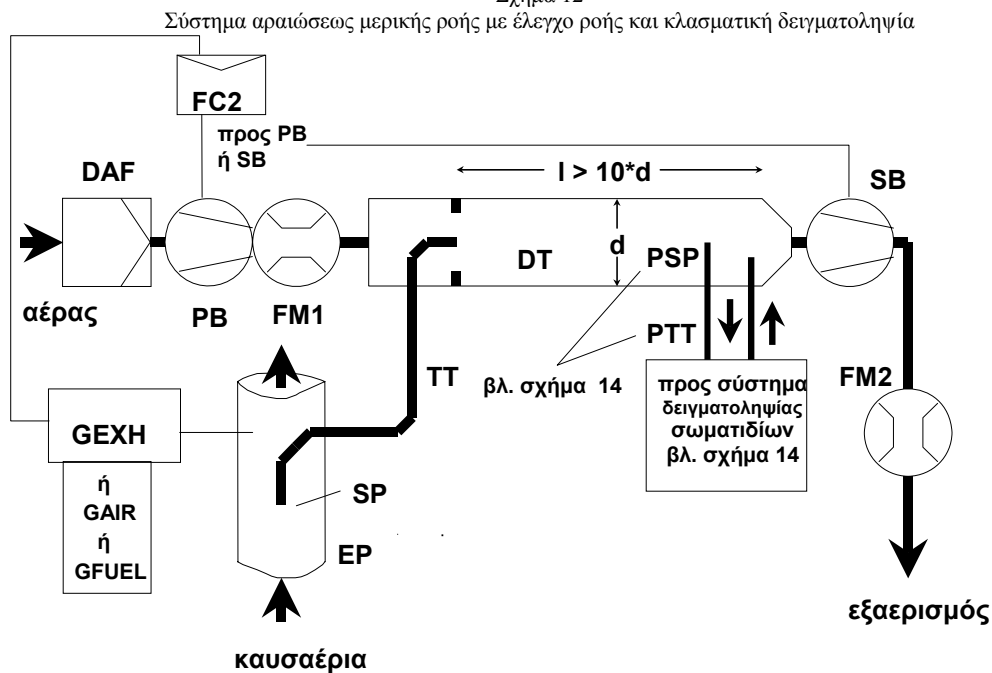 Σχήμα 12
Σύστημα αραιώσεως μερικής ροής με έλεγχο ροής και κλασματική δειγματοληψία
FC2
προς PB
ή SB
DAF
l > 10*d
SB
d
DT
PSP
αέρας
PB
FM1
PTT
TT
βλ. σχήμα 14
προς σύστημα
δειγματοληψίας
σωματιδίων
βλ. σχήμα 14
FM2
GEXH
ή
GAIR
ή
GFUEL
SP
EP
εξαερισμός
καυσαέρια